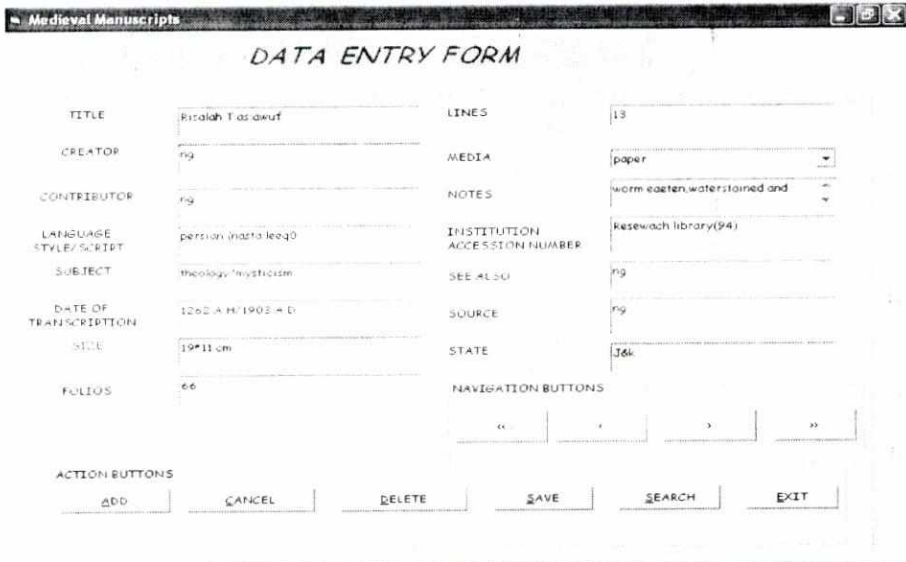 Medieval Manuscripts
DATA ENTRY FORM
TITLE
Risalah T as awuf
CREATOR
ng
CONTRIBUTOR
ng
LANGUAGE
STYLE/SCRIPT
persian (nasta leeq0
SUBJECT
theology/mysticism
DATE OF
TRANSCRIPTION
1262 A H/1903 A D
SIZE
19*11 cm
FOLIOS
66
LINES
13
MEDIA
paper
NOTES
worm eaeten,waterstained and
INSTITUTION
ACCESSION NUMBER
Resewach library(94)
SEE ALSO
ng
SOURCE
ng
STATE
J&k
NAVIGATION BUTTONS
<< < > >>
ACTION BUTTONS
ADD CANCEL DELETE SAVE SEARCH EXIT